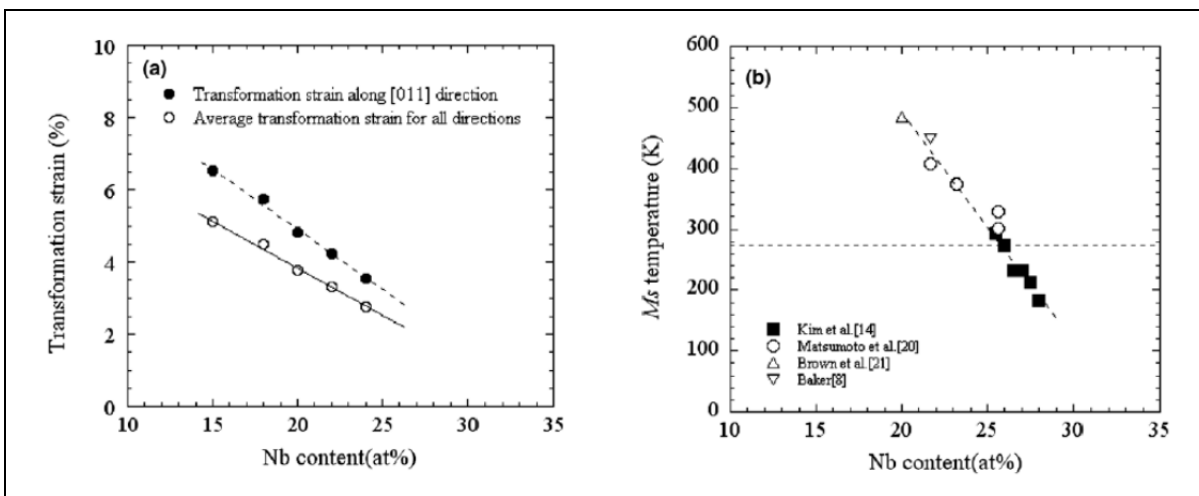 10
8
6
4
2
0
Transformation strain (%)
(a)
Transformation strain along [011] direction
Average transformation strain for all directions
10 15 20 25 30 35
Nb content(at%)
600
500
400
300
200
100
0
Ms temperature (K)
(b)
Kim et al.[14]
Matsumoto et al.[20]
Brown et al.[21]
Baker[8]
10 15 20 25 30 35
Nb content(at%)